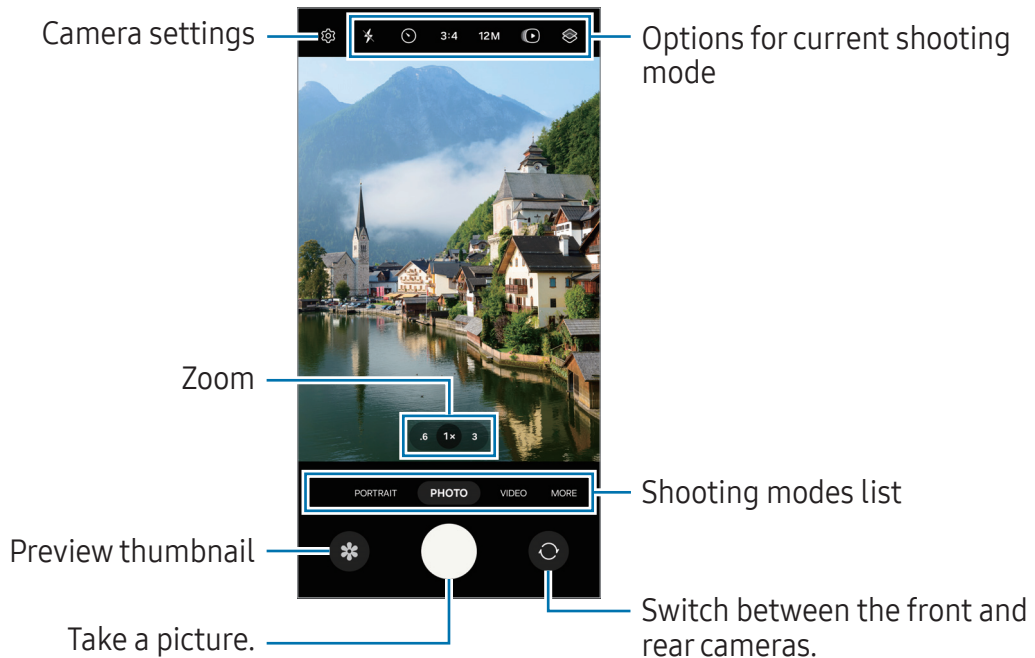 Camera settings
3:4
12M
Options for current shooting
mode
Zoom
.6 1× 3
PORTRAIT PHOTO VIDEO MORE
Shooting modes list
Preview thumbnail
Take a picture.
Switch between the front and
rear cameras.